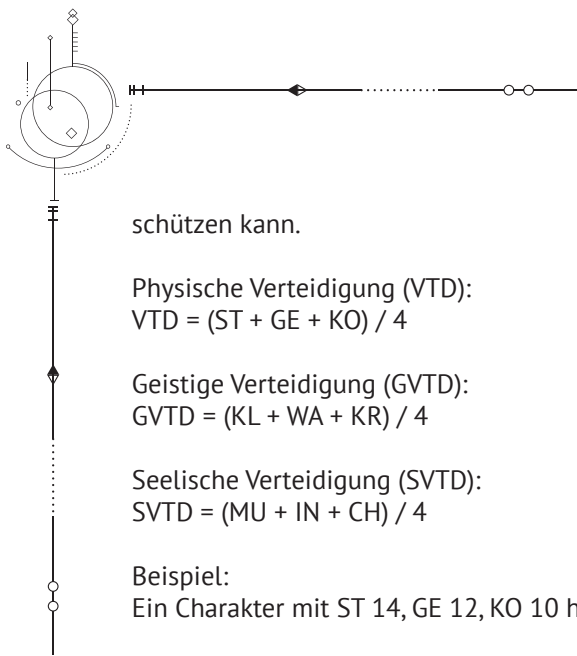 schützen kann.
Physische Verteidigung (VTD):
VTD = (ST + GE + KO) / 4
Geistige Verteidigung (GVTD):
GVTD = (KL + WA + KR) / 4
Seelische Verteidigung (SVTD):
SVTD = (MU + IN + CH) / 4
Beispiel:
Ein Charakter mit ST 14, GE 12, KO 10 h